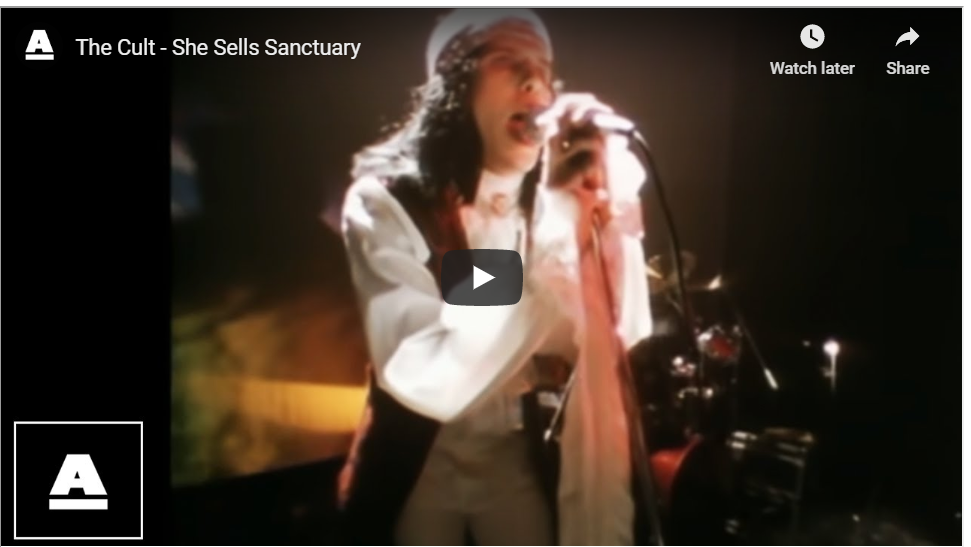 A
The Cult - She Sells Sanctuary
Watch later
Share
A